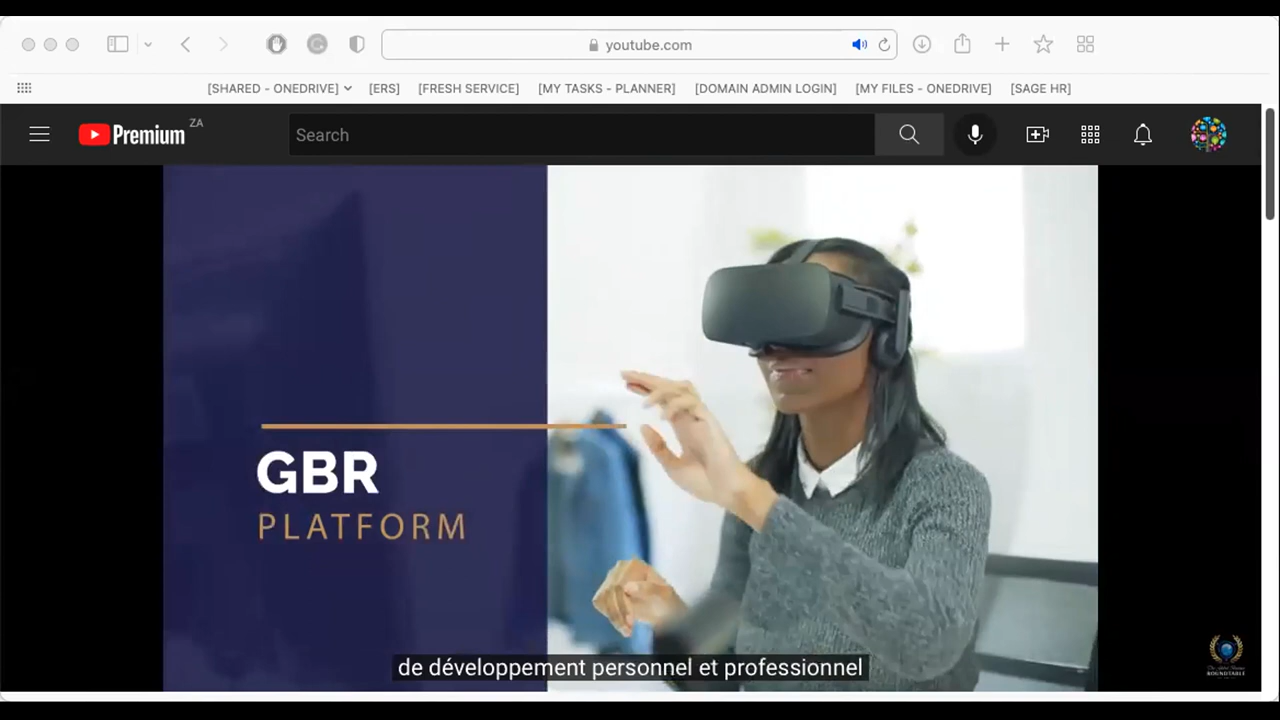 youtube.com
[SHARED - ONEDRIVE] [ERS] [FRESH SERVICE] [MY TASKS - PLANNER] [DOMAIN ADMIN LOGIN] [MY FILES - ONEDRIVE] [SAGE HR]
Premium ZA
Search
GBR
PLATFORM
de développement personnel et professionnel
ROUNDTABLE